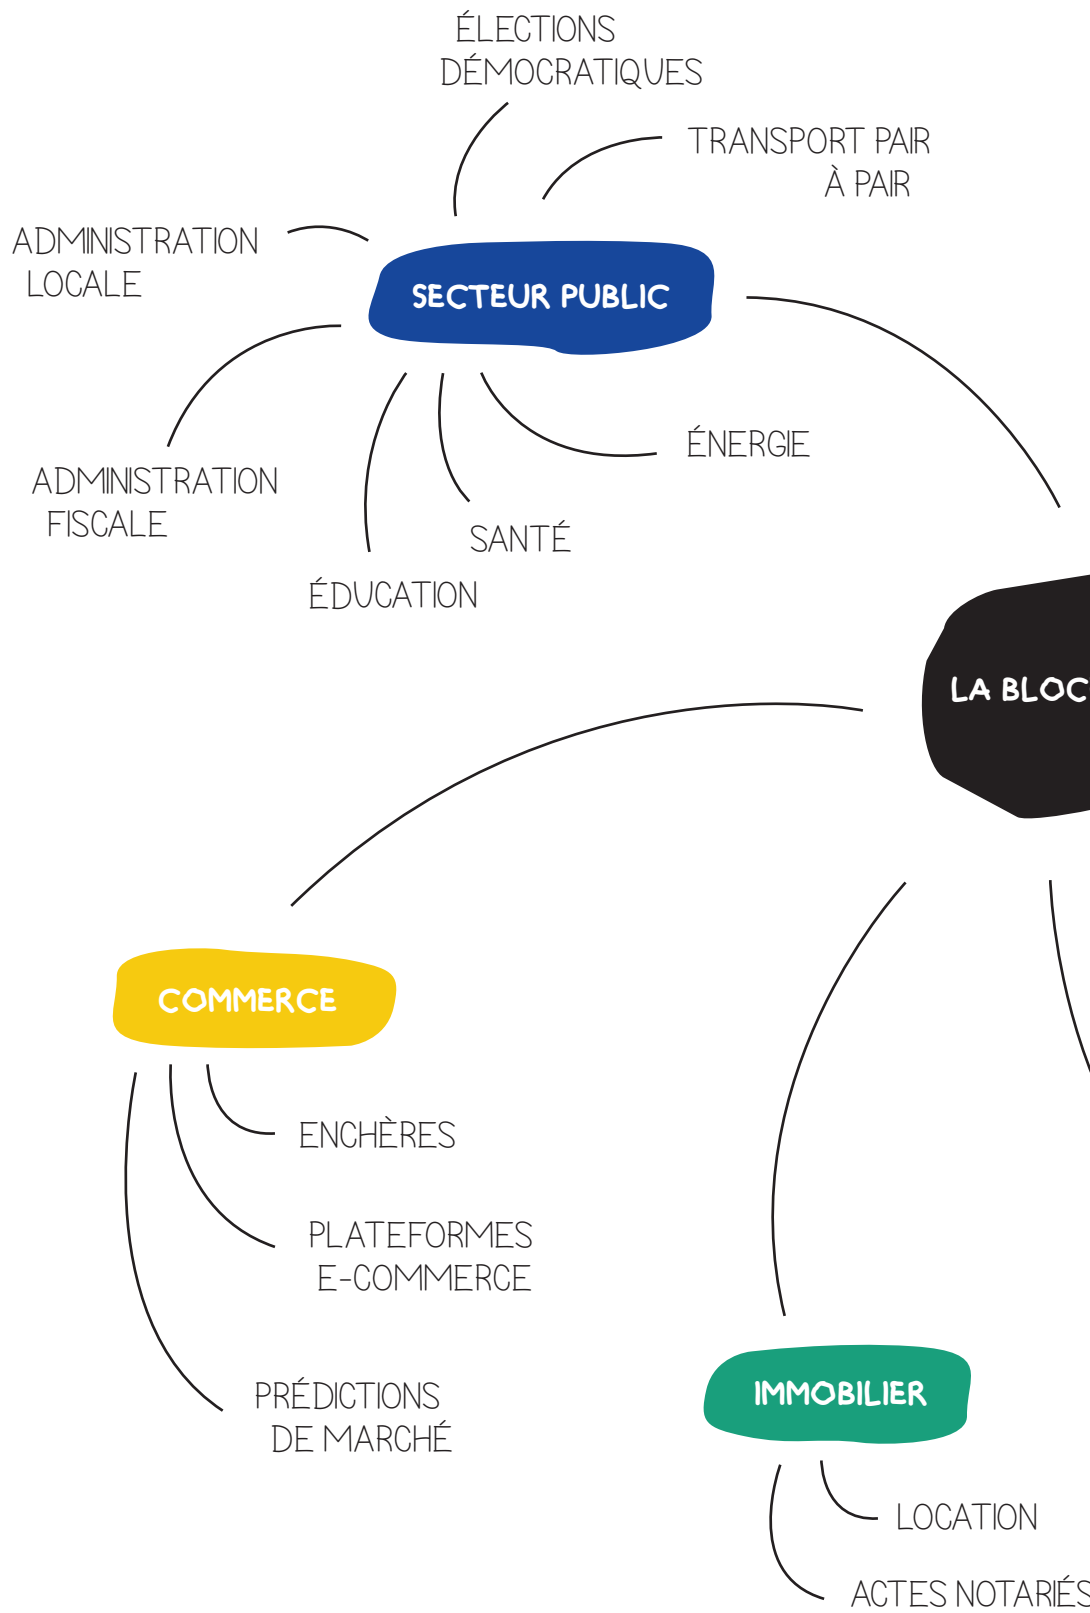 ÉLECTIONS
DÉMOCRATIQUES
TRANSPORT PAIR
À PAIR
ADMINISTRATION
LOCALE
SECTEUR PUBLIC
ADMINISTRATION
FISCALE
ÉNERGIE
SANTÉ
ÉDUCATION
LA BLOC
COMMERCE
ENCHÈRES
PLATEFORMES
E-COMMERCE
PRÉDICTIONS
DE MARCHÉ
IMMOBILIER
LOCATION
ACTES NOTARIÉS